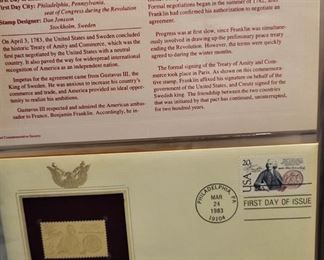 First Day City: Philadelphia, Pennsylvania,
seat of Congress during the Revolution
Stamp Designer: Dan Jonsson
Stockholm, Sweden
On April 3, 1783, the United States and Sweden concluded
the historic Treaty of Amity and Commerce, which was the
first pact negotiated by the United States with a neutral
country. It also paved the way for widespread international
recognition of America as an independent nation.
Impetus for the agreement came from Gustavus III, the
King of Sweden. He was anxious to increase his country's
commerce and trade, and America provided an ideal oppor-
tunity to realize his ambitions.
Gustavus III respected and admired the American ambas-
sador to France, Benjamin Franklin. Accordingly, he in-
Formal negotiations began in the summer of 1782, after
Franklin had confirmed his authorization to negotiate an
agreement.
Progress was at first slow, since Franklin was simultane-
ously involved in drawing up the preliminary peace treaty
ending the Revolution. However, terms were quickly
agreed to during the winter months.
The formal signing of the Treaty of Amity and Com-
merce took place in Paris. As shown on this commemora-
tive stamp, Franklin affixed his signature on behalf of the
government of the United States, and Creutz signed for the
Swedish king. The friendship between the two countries
that was initiated by that pact has continued, uninterrupted,
for two hundred years.
PHILADELPHIA, PA
MAR
24
1983
19104
FIRST DAY OF ISSUE
USA
20c